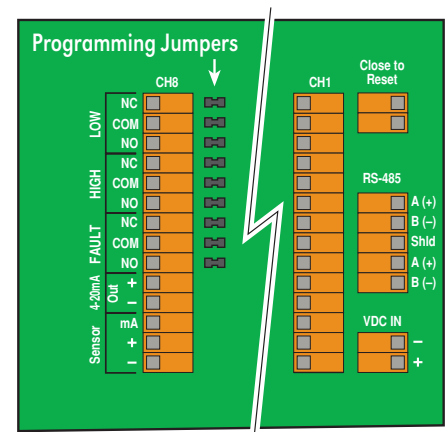 Programming Jumpers
CH8
CH1
Close to
Reset
LOW
NC
COM
NO
HIGH
NC
COM
NO
FAULT
NC
COM
NO
4-20mA
Out
+
−
Sensor
mA
+
−
RS-485
A (+)
B (−)
Shld
A (+)
B (−)
VDC IN
−
+